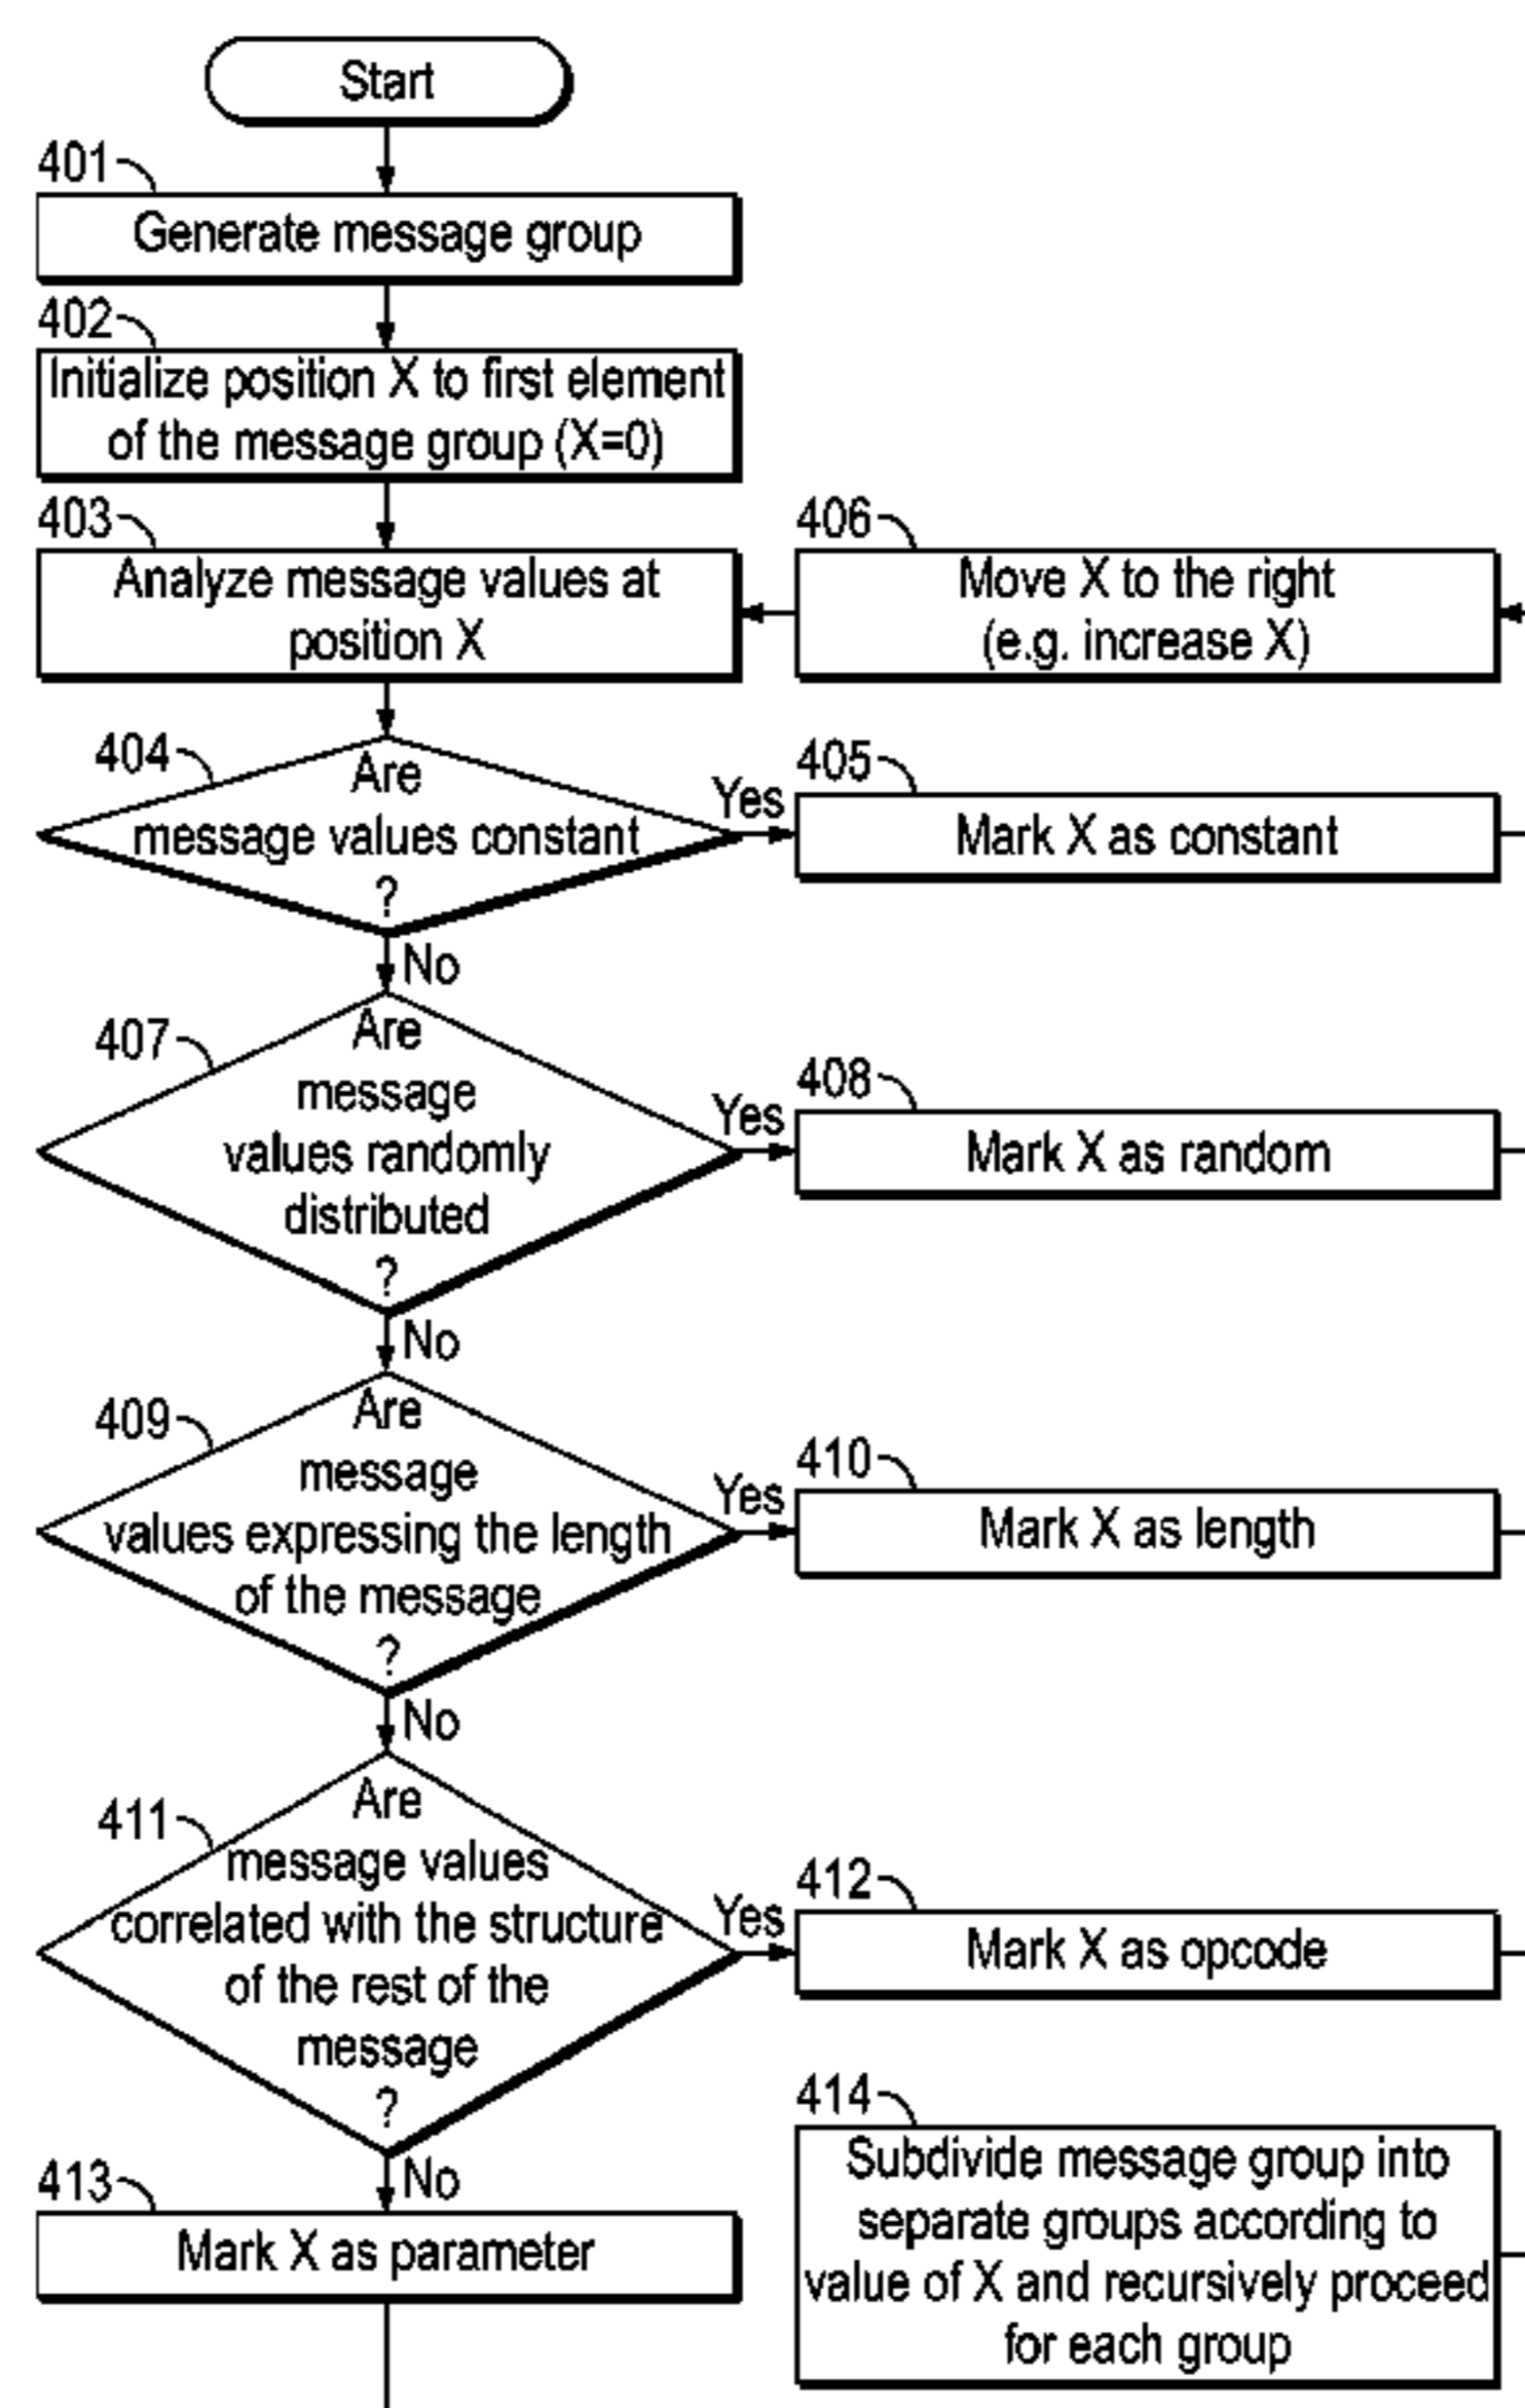 Start
401
Generate message group
402
Initialize position X to first element
of the message group (X=0)
403
Analyze message values at
position X
406
Move X to the right
(e.g. increase X)
404
Are
message values constant
?
Yes
405
Mark X as constant
No
407
Are
message
values randomly
distributed
?
Yes
408
Mark X as random
No
409
Are
message
values expressing the length
of the message
?
Yes
410
Mark X as length
No
411
Are
message values
correlated with the structure
of the rest of the
message
?
Yes
412
Mark X as opcode
No
413
Mark X as parameter
414
Subdivide message group into
separate groups according to
value of X and recursively proceed
for each group